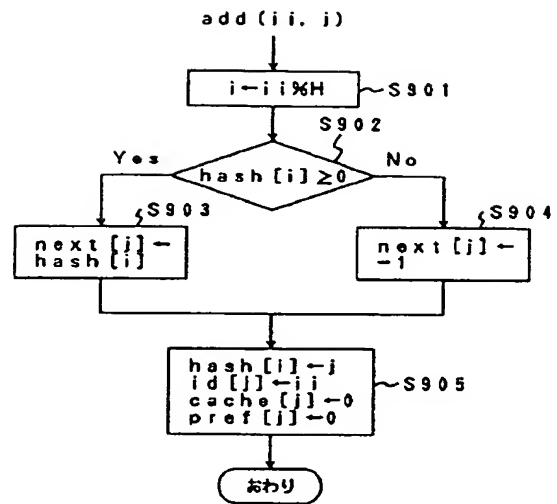 add(ii, j)
i←ii%H
S901
S902
Yes
hash[i]≥0
No
S903
next[j]←
hash[i]
S904
next[j]←
-1
hash[i]←j
id[j]←ii
cache[j]←0
pref[j]←0
S905
おわり